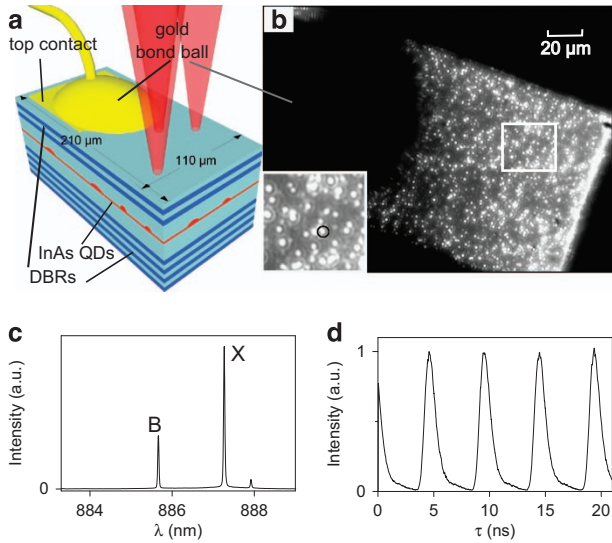 a
top contact
gold
bond ball
210 µm
110 µm
InAs QDs
DBRs
b
20 µm
c
Intensity (a.u.)
0
B
X
884
886
888
λ (nm)
d
Intensity (a.u.)
1
0
0
5
10
15
20
τ (ns)